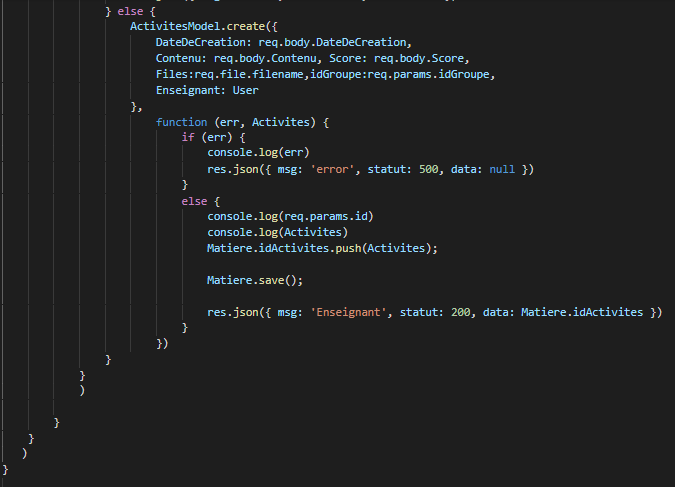 } else {
ActivitesModel.create({
DateDeCreation: req.body.DateDeCreation,
Contenu: req.body.Contenu, Score: req.body.Score,
Files:req.file.filename,idGroupe:req.params.idGroupe,
Enseignant: User
},
function (err, Activites) {
if (err) {
console.log(err)
res.json({ msg: 'error', statut: 500, data: null })
}
else {
console.log(req.params.id)
console.log(Activites)
Matiere.idActivites.push(Activites);
Matiere.save();
res.json({ msg: 'Enseignant', statut: 200, data: Matiere.idActivites })
}
})
}
}
)
}
}
)
}